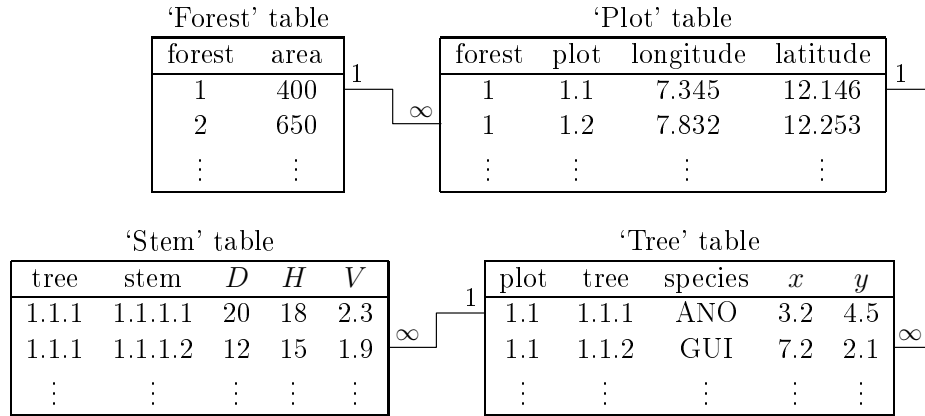 ‘Forest’ table
forest area
1 400
2 650
⋮ ⋮
1
∞
‘Plot’ table
forest plot longitude latitude
1 1.1 7.345 12.146
1 1.2 7.832 12.253
⋮ ⋮ ⋮ ⋮
1
‘Stem’ table
tree stem D H V
1.1.1 1.1.1.1 20 18 2.3
1.1.1 1.1.1.2 12 15 1.9
⋮ ⋮ ⋮ ⋮ ⋮
∞
1
‘Tree’ table
plot tree species x y
1.1 1.1.1 ANO 3.2 4.5
1.1 1.1.2 GUI 7.2 2.1
⋮ ⋮ ⋮ ⋮ ⋮
∞